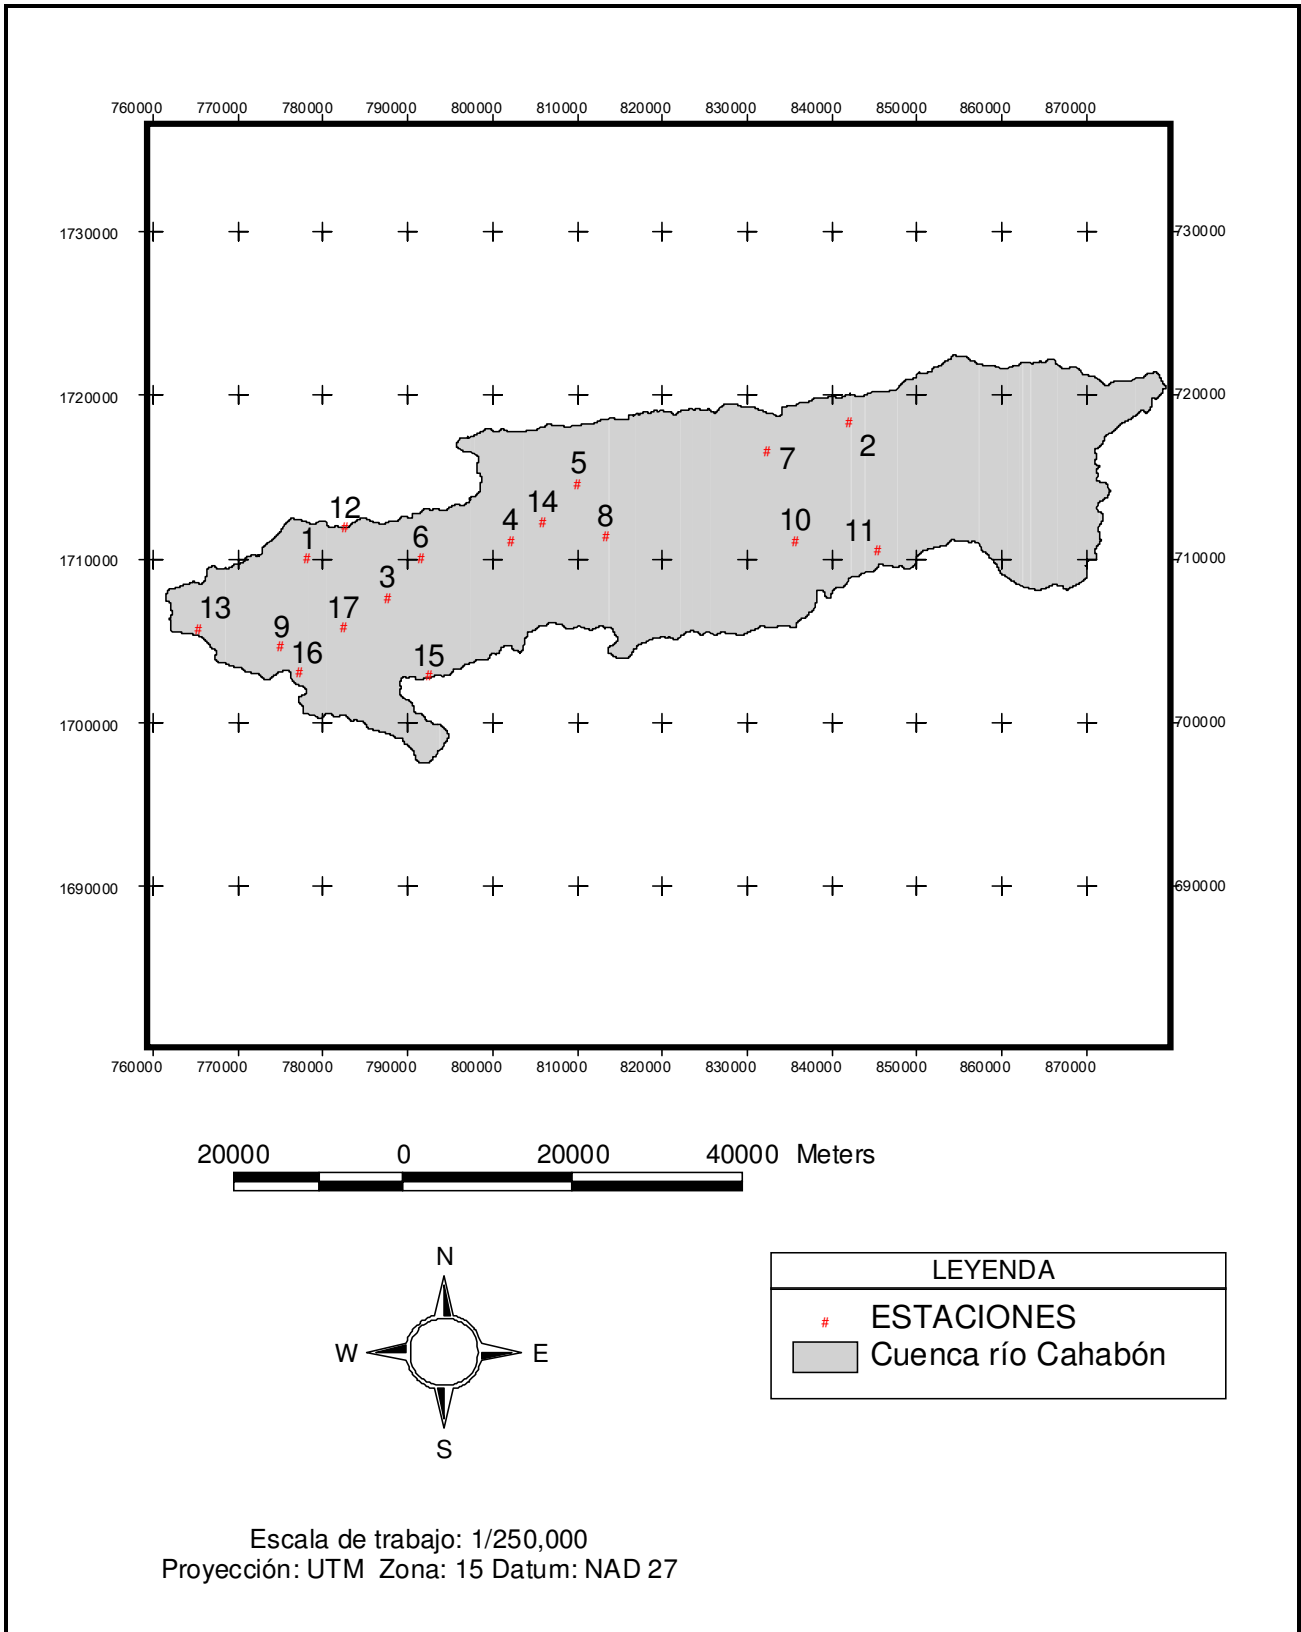 760000 770000 780000 790000 800000 810000 820000 830000 840000 850000 860000 870000
1730000 730000
1720000 720000
2
7
5
14
12
8
4
10
6
11
1
1710000 710000
3
13
17
9
16
15
1700000 700000
1690000 690000
760000 770000 780000 790000 800000 810000 820000 830000 840000 850000 860000 870000
20000 0 20000 40000 Meters
N
W E
S
LEYENDA
# ESTACIONES
Cuenca río Cahabón
Escala de trabajo: 1/250,000
Proyección: UTM Zona: 15 Datum: NAD 27